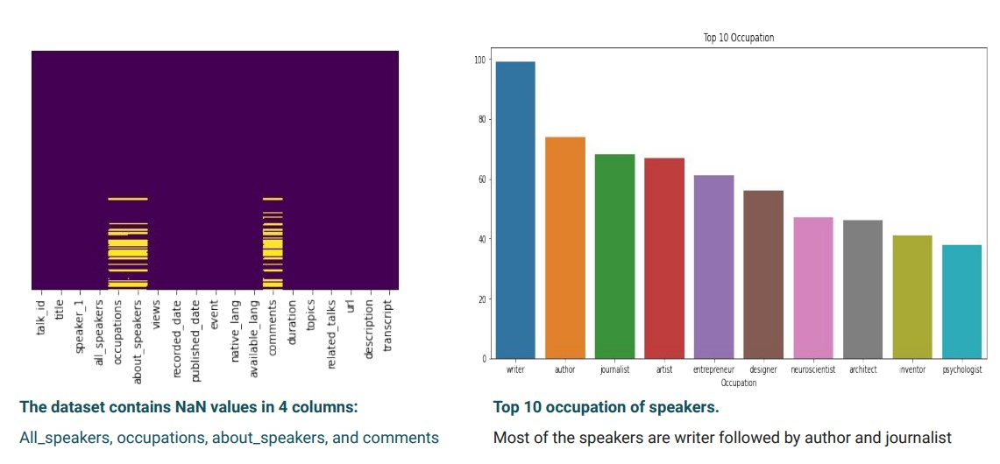 talk_id
title
speaker_1
all_speakers
occupations
about_speakers
views
recorded_date
published_date
event
native_lang
available_lang
comments
duration
topics
related_talks
url
description
transcript
The dataset contains NaN values in 4 columns:
All_speakers, occupations, about_speakers, and comments
Top 10 Occupation
100
80
60
40
20
0
writer author journalist artist entrepreneur designer neuroscientist architect inventor psychologist
Occupation
Top 10 occupation of speakers.
Most of the speakers are writer followed by author and journalist